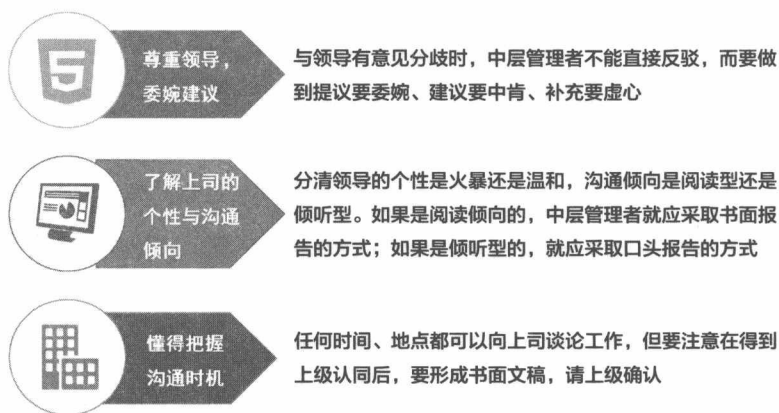 尊重领导，
委婉建议
与领导有意见分歧时，中层管理者不能直接反驳，而要做
到提议要委婉、建议要中肯、补充要虚心
了解上司的
个性与沟通
倾向
分清领导的个性是火暴还是温和，沟通倾向是阅读型还是
倾听型。如果是阅读倾向的，中层管理者就应采取书面报
告的方式；如果是倾听型的，就应采取口头报告的方式
懂得把握
沟通时机
任何时间、地点都可以向上司谈论工作，但要注意在得到
上级认同后，要形成书面文稿，请上级确认